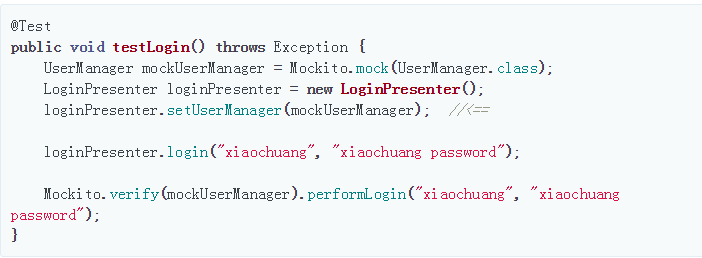 @Test
public void testLogin() throws Exception {
    UserManager mockUserManager = Mockito.mock(UserManager.class);
    LoginPresenter loginPresenter = new LoginPresenter();
    loginPresenter.setUserManager(mockUserManager);  //<==
    loginPresenter.login("xiaochuang", "xiaochuang password");
    Mockito.verify(mockUserManager).performLogin("xiaochuang", "xiaochuang
password");
}